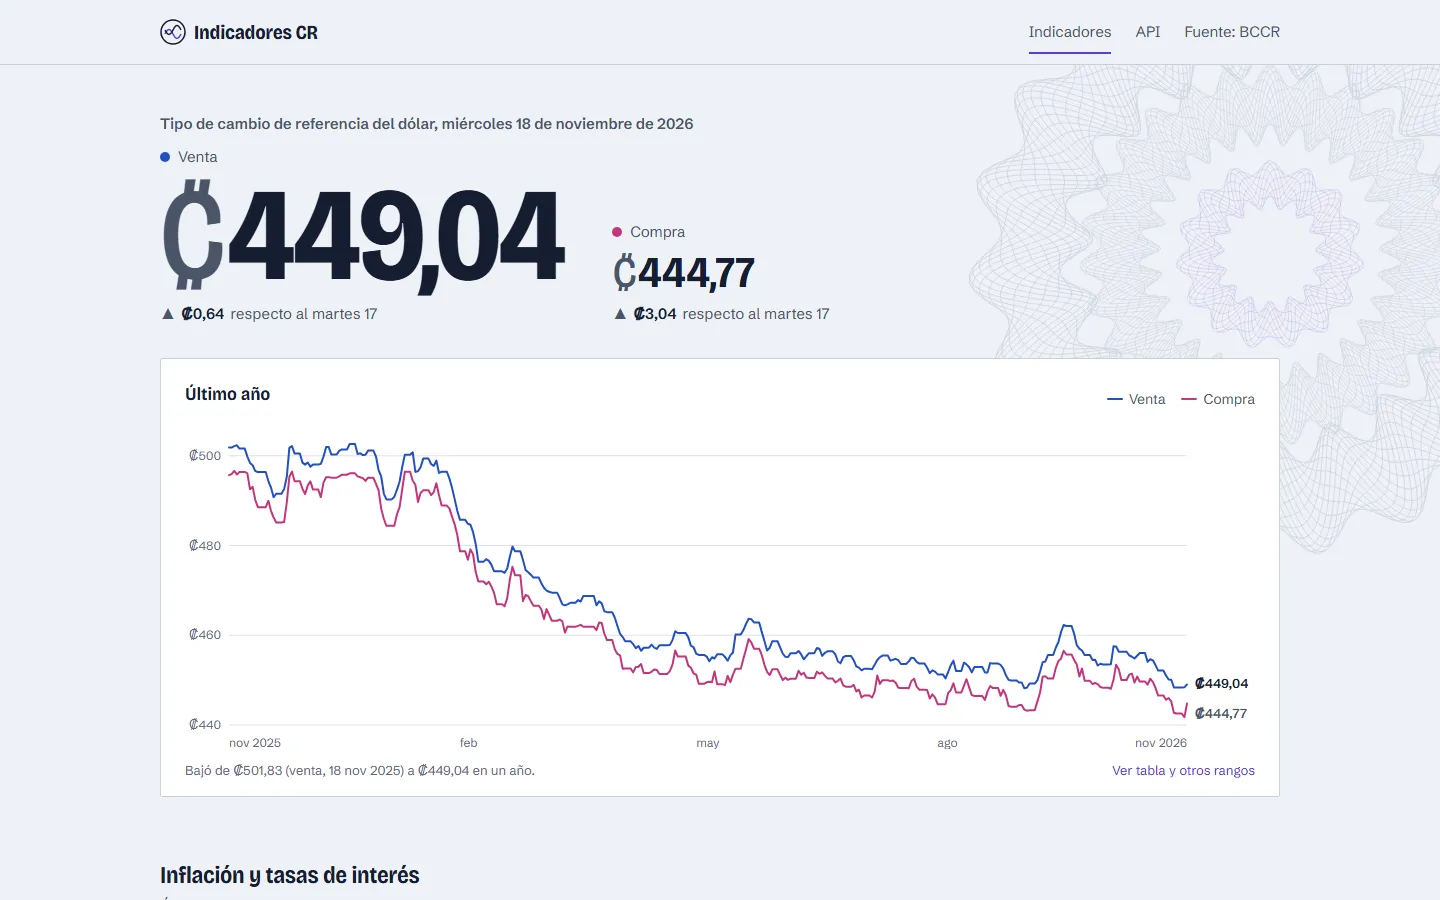 Indicadores CR
Indicadores API Fuente: BCCR
Tipo de cambio de referencia del dólar, miércoles 18 de noviembre de 2026
Venta
₡449,04
▲ ₡0,64 respecto al martes 17
Compra
₡444,77
▲ ₡3,04 respecto al martes 17
Último año
Venta Compra
₡500
₡480
₡460
₡440
₡449,04
₡444,77
nov 2025 feb may ago nov 2026
Bajó de ₡501,83 (venta, 18 nov 2025) a ₡449,04 en un año.
Ver tabla y otros rangos
Inflación y tasas de interés